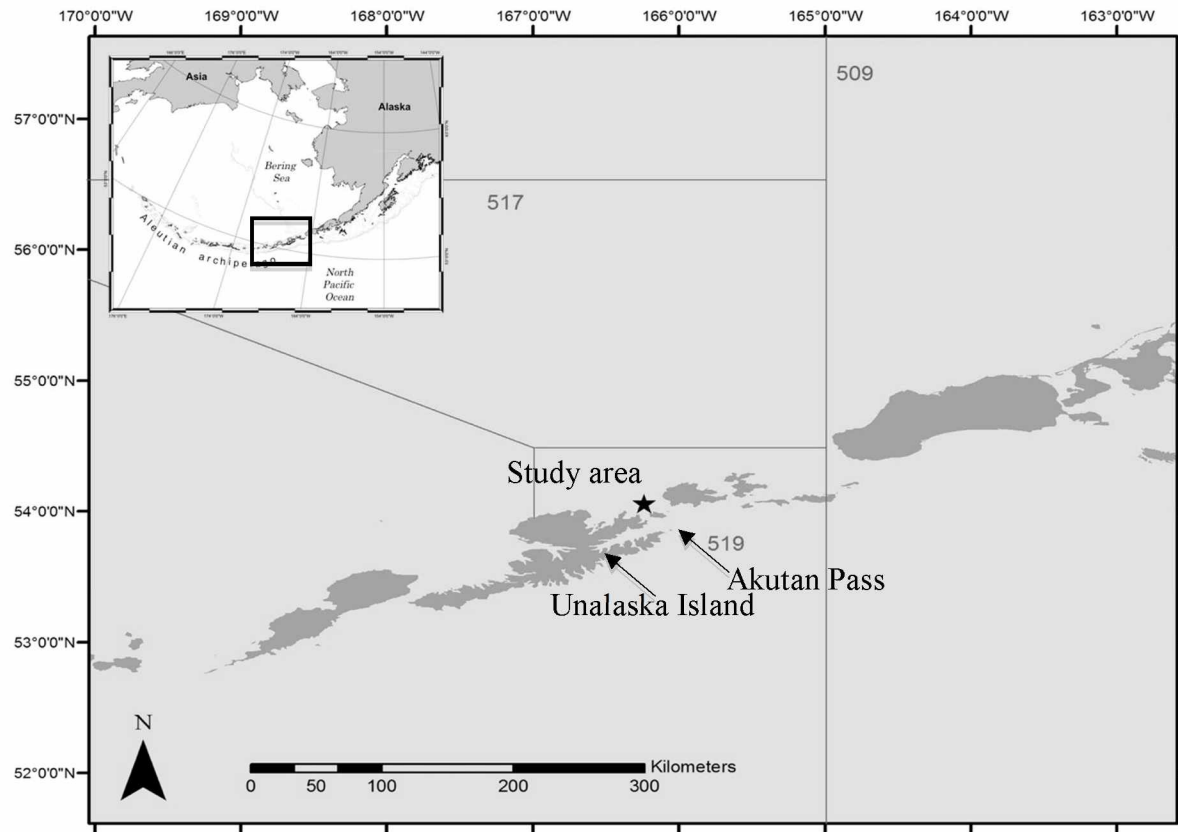 170°0'0"W 169°0'0"W 168°0'0"W 167°0'0"W 166°0'0"W 165°0'0"W 164°0'0"W 163°0'0"W
509
Asia
Alaska
57°0'0"N
Bering
Sea
517
56°0'0"N
Aleutian archipelago
North
Pacific
Ocean
55°0'0"N
Study area
54°0'0"N
519
Akutan Pass
Unalaska Island
53°0'0"N
N
52°0'0"N
Kilometers
0 50 100 200 300